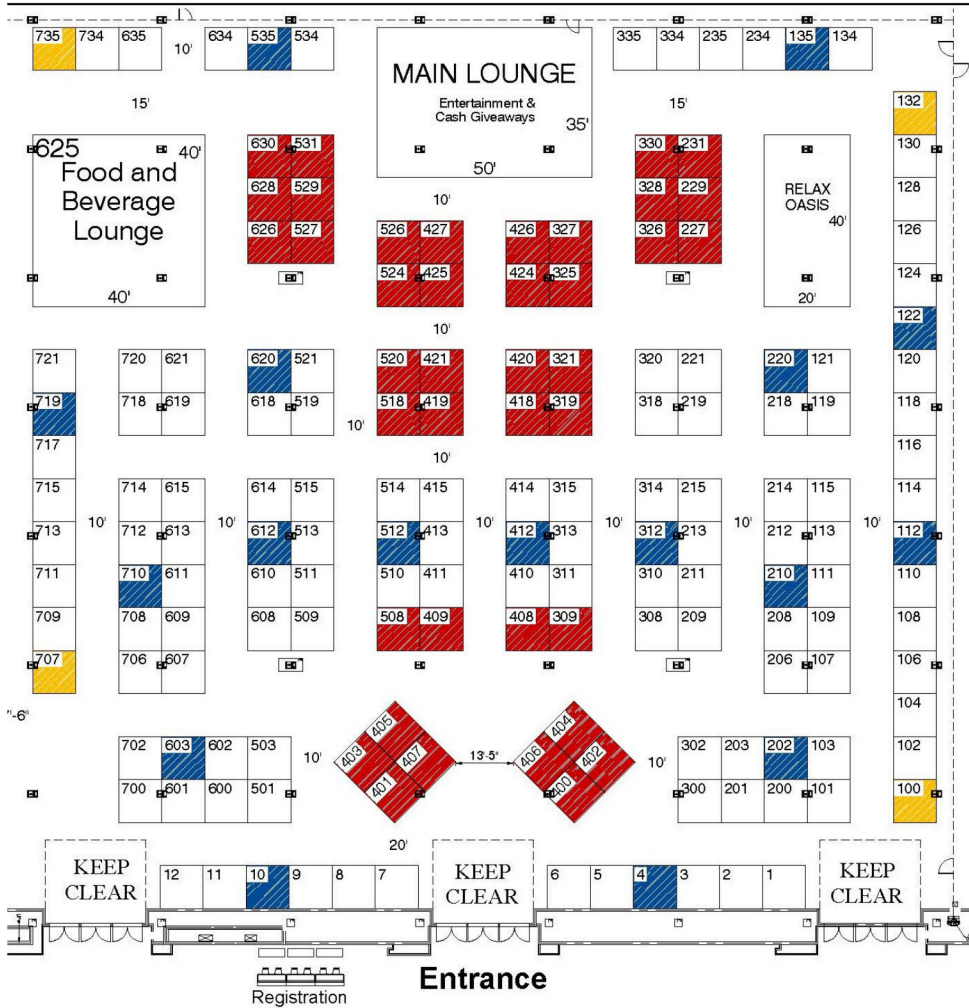 735 734 635 10' 634 535 534 335 334 235 234 135 134
MAIN LOUNGE
Entertainment &
Cash Giveaways
35'
50'
15' 15'
132
625
Food and
Beverage
Lounge
40'
40'
630 531 330 231 130
628 529 328 229 128
626 527 326 227 126
RELAX
OASIS
40'
20'
10'
526 427 426 327
524 425 424 325 124
10' 122
721 720 621 620 521 520 421 420 321 320 221 220 121 120
719 718 619 618 519 518 419 418 319 318 219 218 119 118
10'
717 10' 116
715 714 615 614 515 514 415 414 315 314 215 214 115 114
713 10' 712 613 10' 612 513 512 413 10' 412 313 10' 312 213 10' 212 113 10' 112
711 710 611 610 511 510 411 410 311 310 211 210 111 110
709 708 609 608 509 508 409 408 309 308 209 208 109 108
707 706 607 206 107 106
104
"-6"
405 404
403 407 406 402
401 400
13'-5"
702 603 602 503 10' 10' 302 203 202 103 102
700 601 600 501 300 201 200 101 100
20'
KEEP
CLEAR
12 11 10 9 8 7
KEEP
CLEAR
6 5 4 3 2 1
KEEP
CLEAR
Entrance
Registration